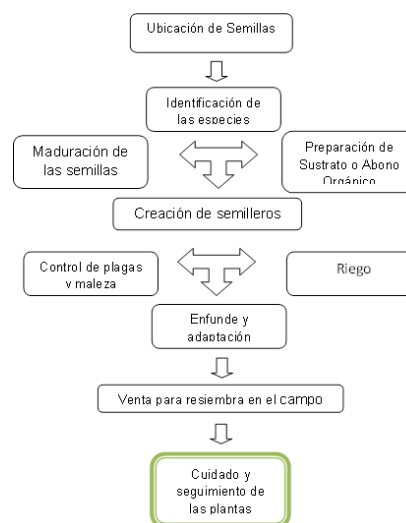 Ubicación de Semillas
Identificación de
las especies
Maduración de
las semillas
Preparación de
Sustrato o Abono
Orgánico
Creación de semilleros
Control de plagas
y maleza
Riego
Enfunde y
adaptación
Venta para resiembra en el campo
Cuidado y
seguimiento de
las plantas